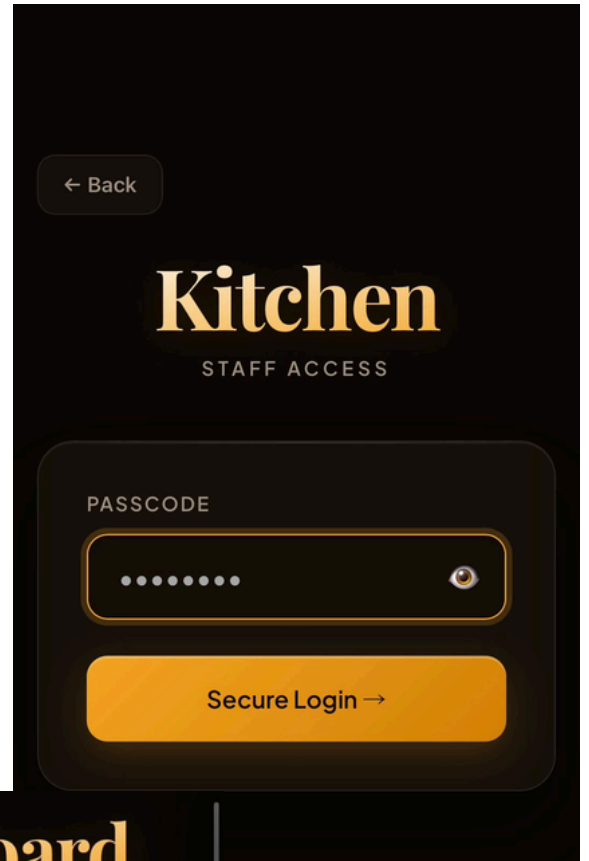 ← Back
Kitchen
STAFF ACCESS
PASSCODE
••••••••
Secure Login →